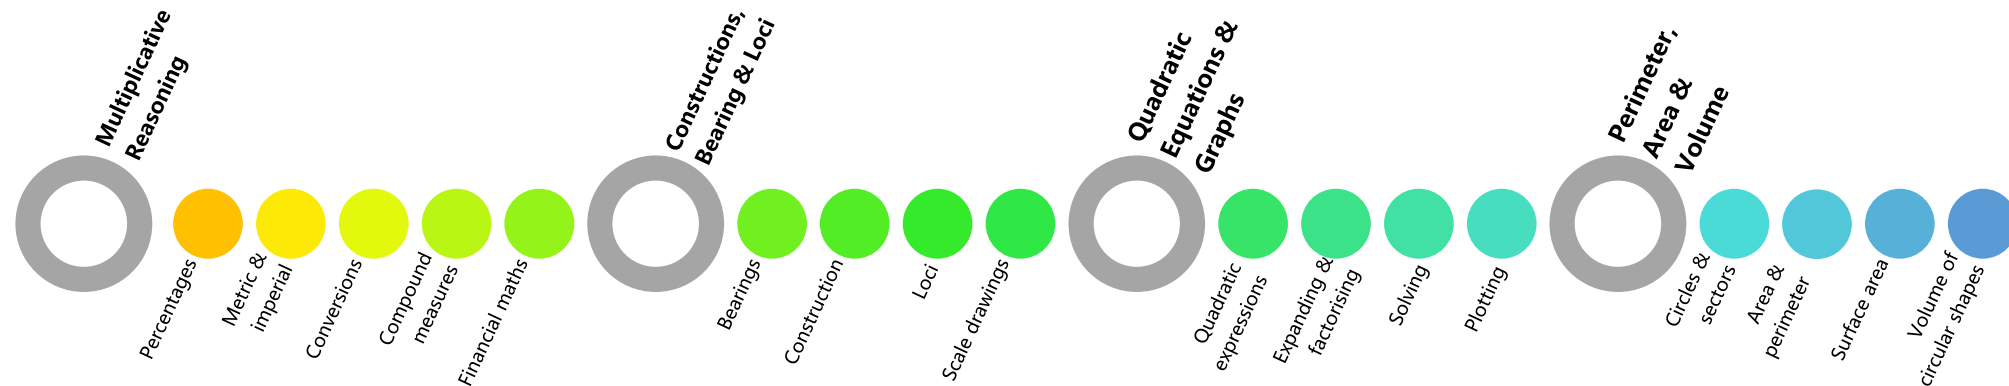 Multiplicative
Reasoning
Percentages
Metric &
imperial
Conversions
Compound
measures
Financial maths
Constructions,
Bearing & Loci
Bearings
Construction
Loci
Scale drawings
Quadratic
Equations &
Graphs
Quadratic
expressions
Expanding &
factorising
Solving
Plotting
Perimeter,
Area &
Volume
Circles &
sectors
Area &
perimeter
Surface area
Volume of
circular shapes